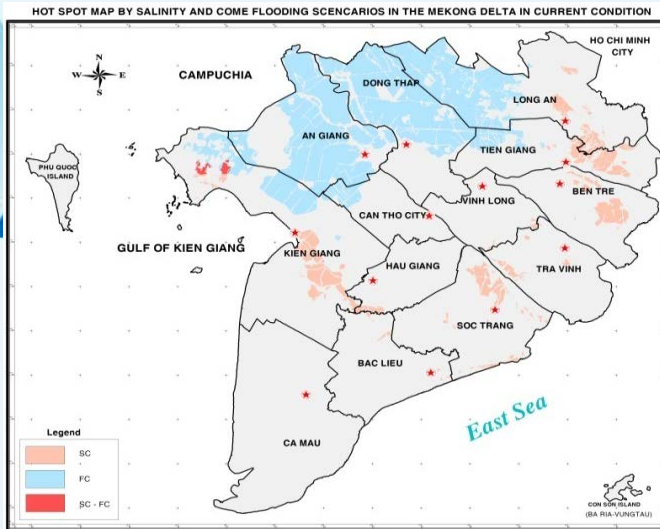 HOT SPOT MAP BY SALINITY AND COME FLOODING SCENCARIOS IN THE MEKONG DELTA IN CURRENT CONDITION
HO CHI MINH
CITY
N
W
E
S
CAMPUCHIA
DONG THAP
LONG AN
AN GIANG
TIEN GIANG
PHU QUOC
ISLAND
BEN TRE
VINH LONG
CAN THO CITY
GULF OF KIEN GIANG
KIEN GIANG
HAU GIANG
TRA VINH
SOC TRANG
BAC LIEU
East Sea
CA MAU
Legend
SC
FC
SC - FC
CON SON ISLAND
(BA RIA-VUNGTAU)